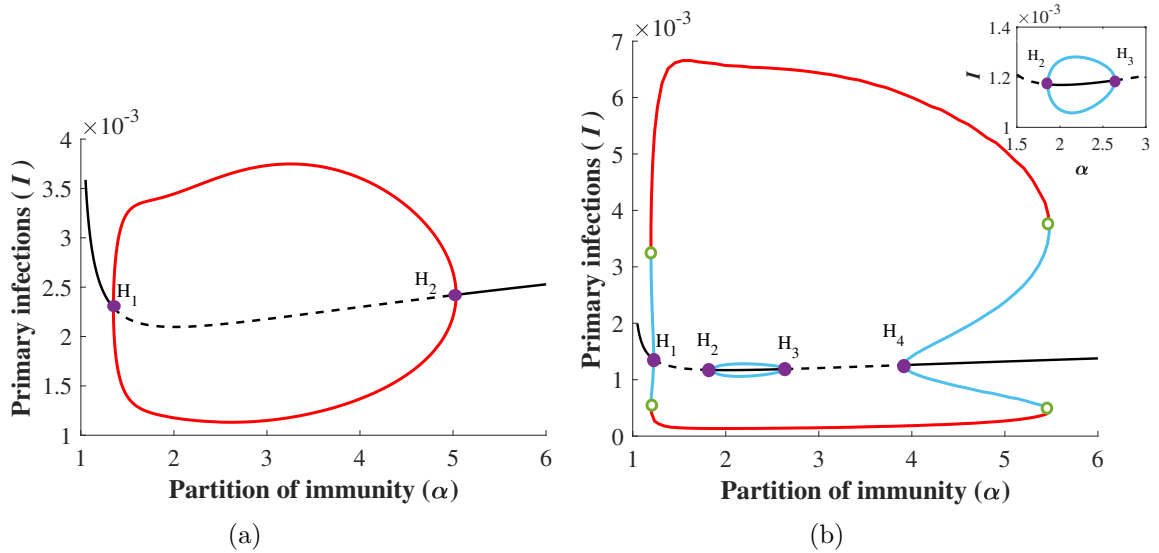 ×10⁻³
4
3.5
3
2.5
2
1.5
1
1 2 3 4 5 6
H₁
H₂
Primary infections (I)
Partition of immunity (α)
(a)
×10⁻³
7
6
5
4
3
2
1
0
1 2 3 4 5 6
H₁
H₂
H₃
H₄
Primary infections (I)
Partition of immunity (α)
×10⁻³
1.4
1.2
1
1.5 2 2.5 3
H₂
H₃
I
α
(b)